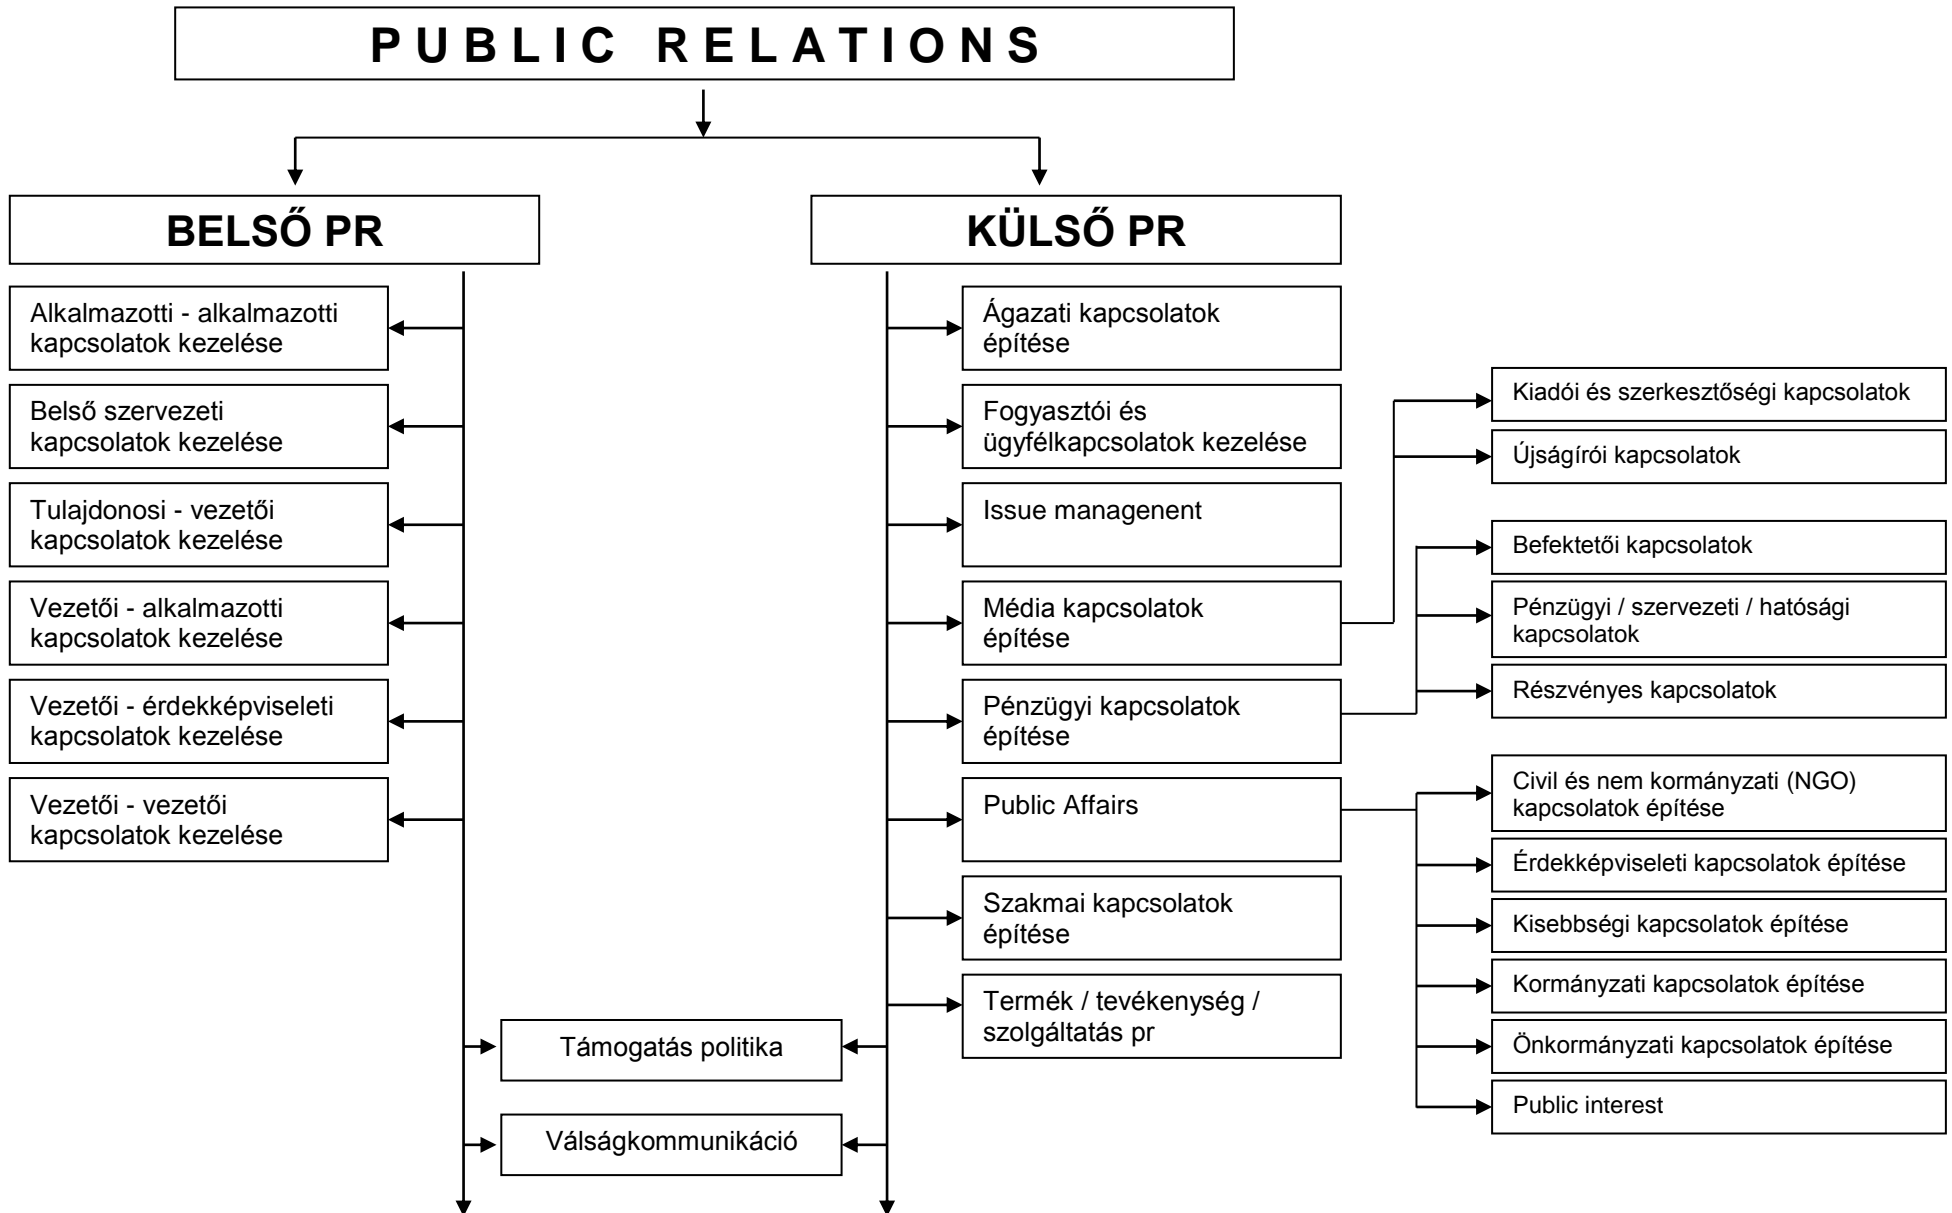 PUBLIC RELATIONS
BELSŐ PR
Alkalmazotti - alkalmazotti
kapcsolatok kezelése
Belső szervezeti
kapcsolatok kezelése
Tulajdonosi - vezetői
kapcsolatok kezelése
Vezetői - alkalmazotti
kapcsolatok kezelése
Vezetői - érdekképviseleti
kapcsolatok kezelése
Vezetői - vezetői
kapcsolatok kezelése
Támogatás politika
Válságkommunikáció
KÜLSŐ PR
Ágazati kapcsolatok
építése
Fogyasztói és
ügyfélkapcsolatok kezelése
Issue managenent
Média kapcsolatok
építése
Pénzügyi kapcsolatok
építése
Public Affairs
Szakmai kapcsolatok
építése
Termék / tevékenység /
szolgáltatás pr
Kiadói és szerkesztőségi kapcsolatok
Újságírói kapcsolatok
Befektetői kapcsolatok
Pénzügyi / szervezeti / hatósági
kapcsolatok
Részvényes kapcsolatok
Civil és nem kormányzati (NGO)
kapcsolatok építése
Érdekképviseleti kapcsolatok építése
Kisebbségi kapcsolatok építése
Kormányzati kapcsolatok építése
Önkormányzati kapcsolatok építése
Public interest